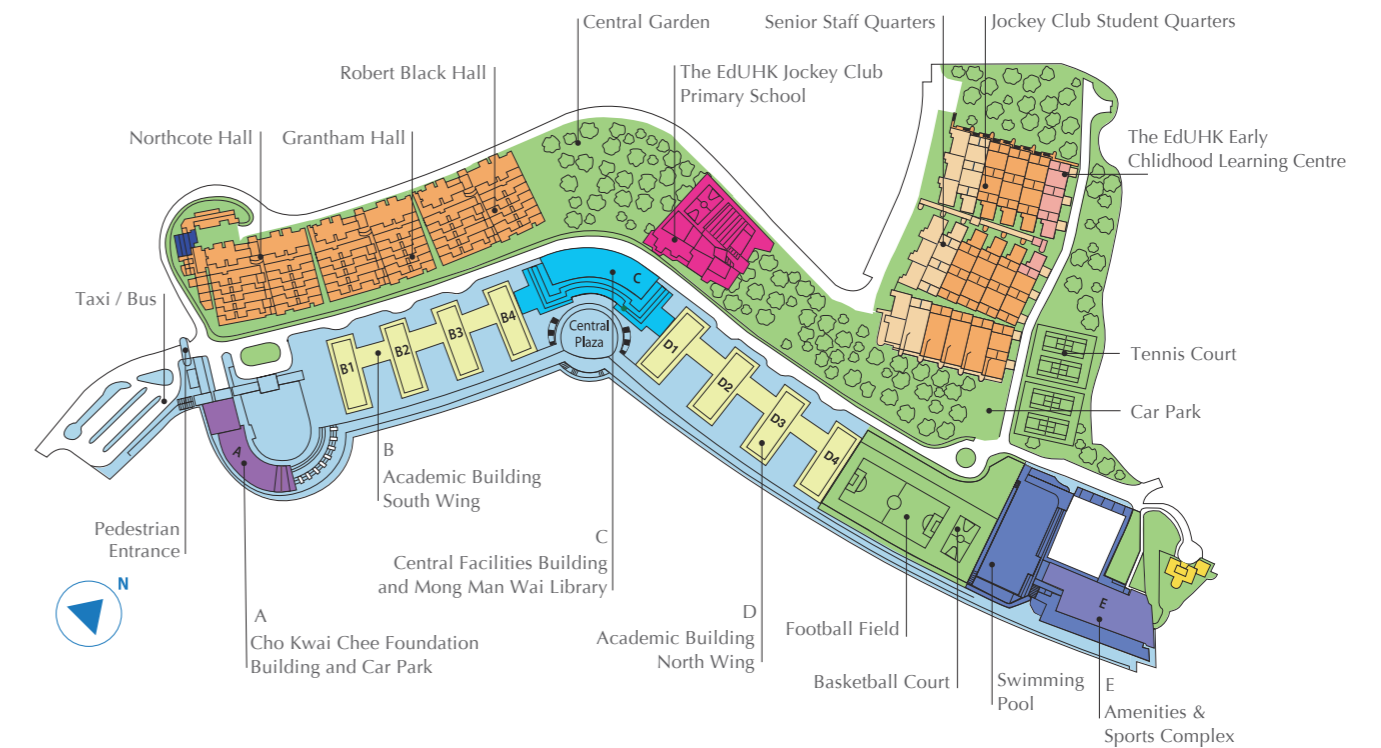 Central Garden
Senior Staff Quarters
Jockey Club Student Quarters
Robert Black Hall
The EdUHK Jockey Club
Primary School
Northcote Hall
Grantham Hall
The EdUHK Early
Chlidhood Learning Centre
Taxi / Bus
C
Central
Plaza
B1
B2
B3
B4
D1
D2
D3
D4
Tennis Court
Car Park
A
B
Academic Building
South Wing
Pedestrian
Entrance
C
Central Facilities Building
and Mong Man Wai Library
N
A
Cho Kwai Chee Foundation
Building and Car Park
D
Academic Building
North Wing
E
Football Field
Basketball Court
Swimming
Pool
E
Amenities &
Sports Complex